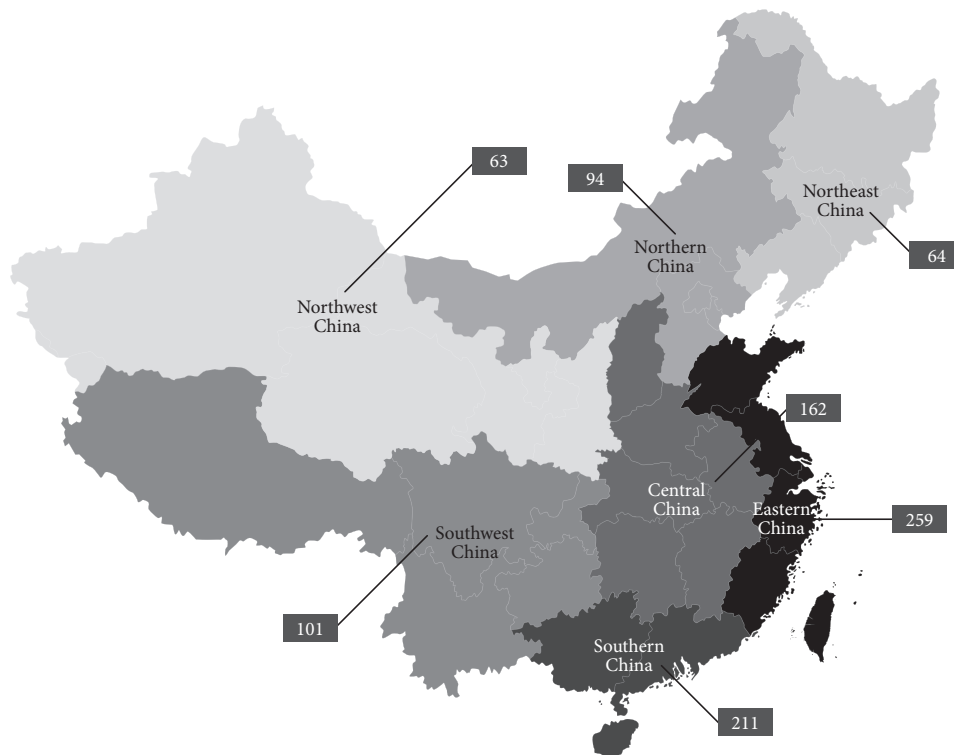 63
94
Northeast
China
Northern
China
64
Northwest
China
162
Central
China
Eastern
China
259
Southwest
China
101
Southern
China
211